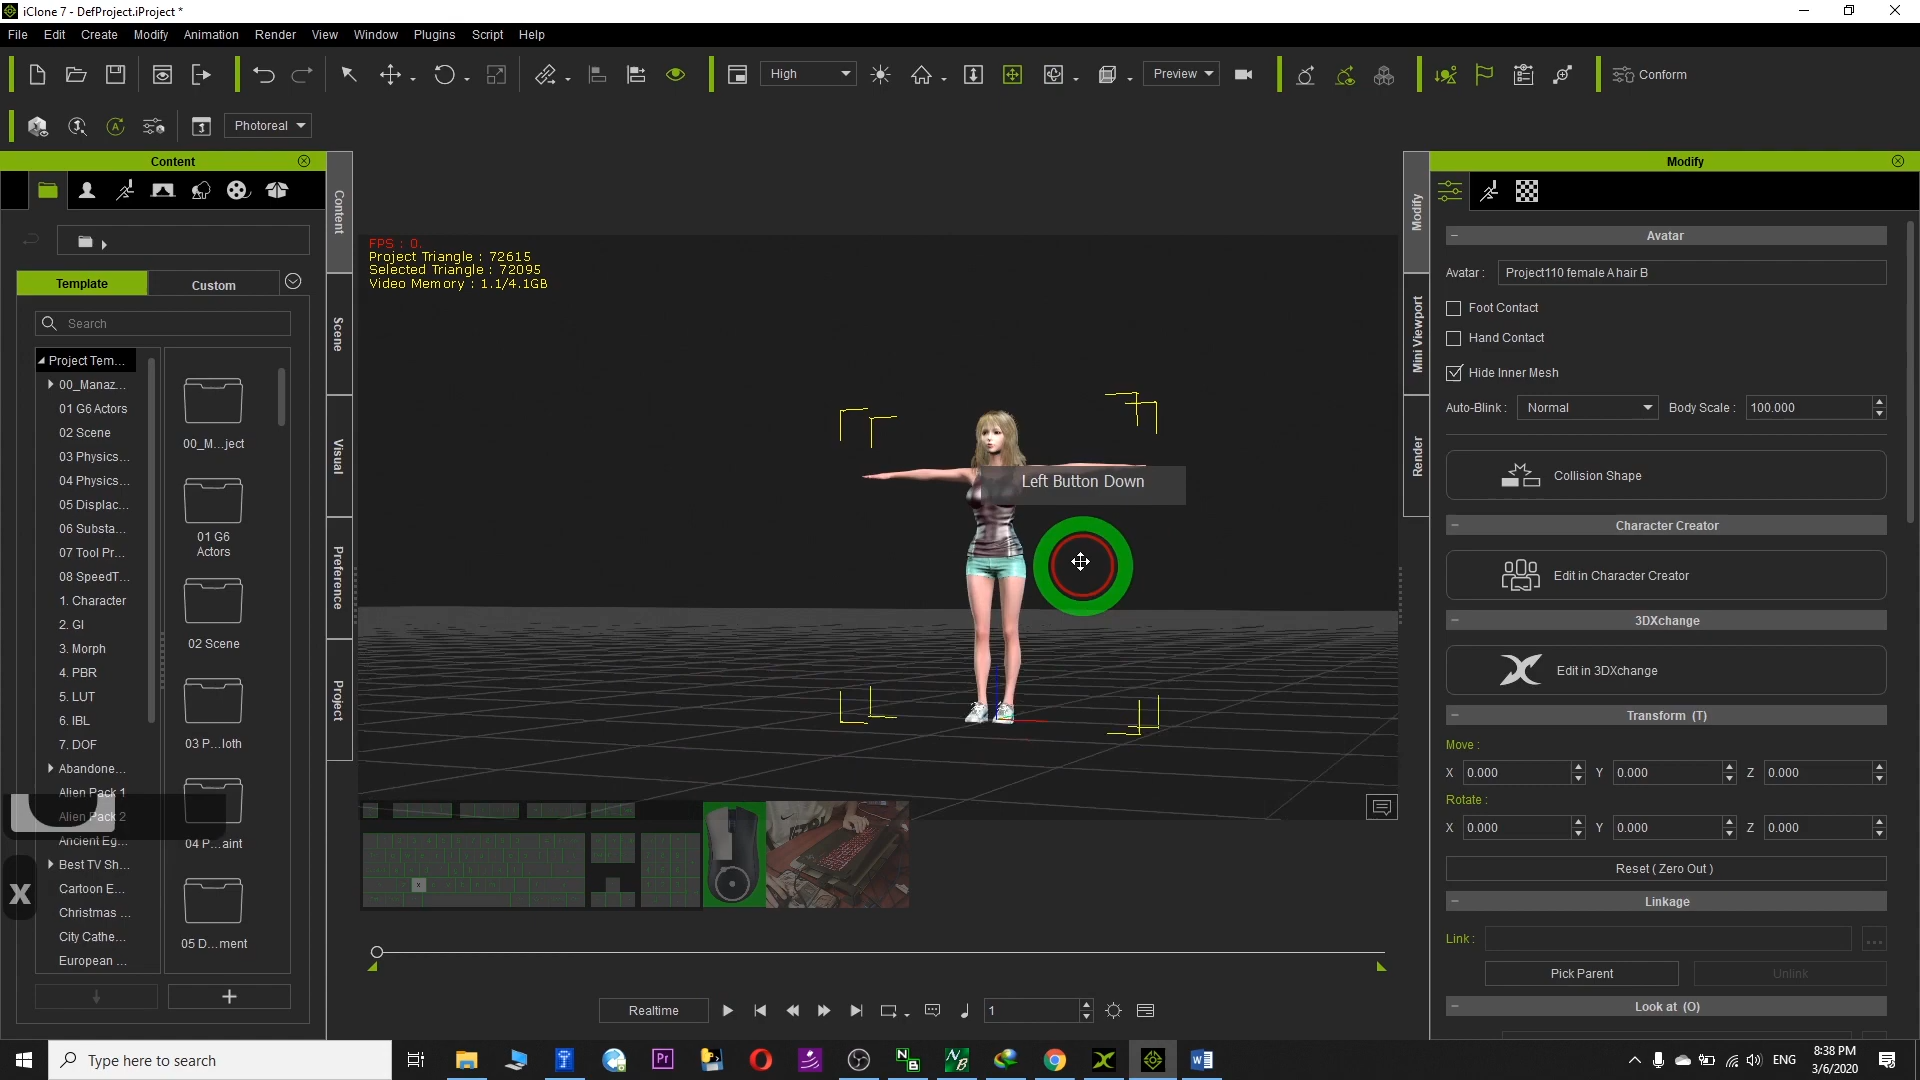 iClone 7 - DefProject.iProject *
File Edit Create Modify Animation Render View Window Plugins Script Help
High
Preview
Conform
Photoreal
Content
Template
Custom
Search
Project Tem...
00_Manaz...
01 G6 Actors
02 Scene
03 Physics...
04 Physics...
05 Displac...
06 Substa...
07 Tool Pr...
08 SpeedT...
1. Character
2. GI
3. Morph
4. PBR
5. LUT
6. IBL
7. DOF
Abandone...
Alien Pack 1
Alien Pack 2
Ancient Eg...
Best TV Sh...
Cartoon E...
Christmas ...
City Cathe...
European ...
00_M...ject
01 G6
Actors
02 Scene
03 P...loth
04 P...aint
05 D...ment
X
Content
Scene
Visual
Preference
Project
FPS : 0.
Project Triangle : 72615
Selected Triangle : 72095
Video Memory : 1.1/4.1GB
Left Button Down
x
Realtime
1
Modify
Mini Viewport
Render
Modify
Avatar
Avatar : Project110 female A hair B
Foot Contact
Hand Contact
Hide Inner Mesh
Auto-Blink : Normal Body Scale : 100.000
Collision Shape
Character Creator
Edit in Character Creator
3DXchange
Edit in 3DXchange
Transform (T)
Move :
X 0.000 Y 0.000 Z 0.000
Rotate :
X 0.000 Y 0.000 Z 0.000
Reset ( Zero Out )
Linkage
Link :
...
Pick Parent
Unlink
Look at (O)
Type here to search
ENG
8:38 PM
3/6/2020